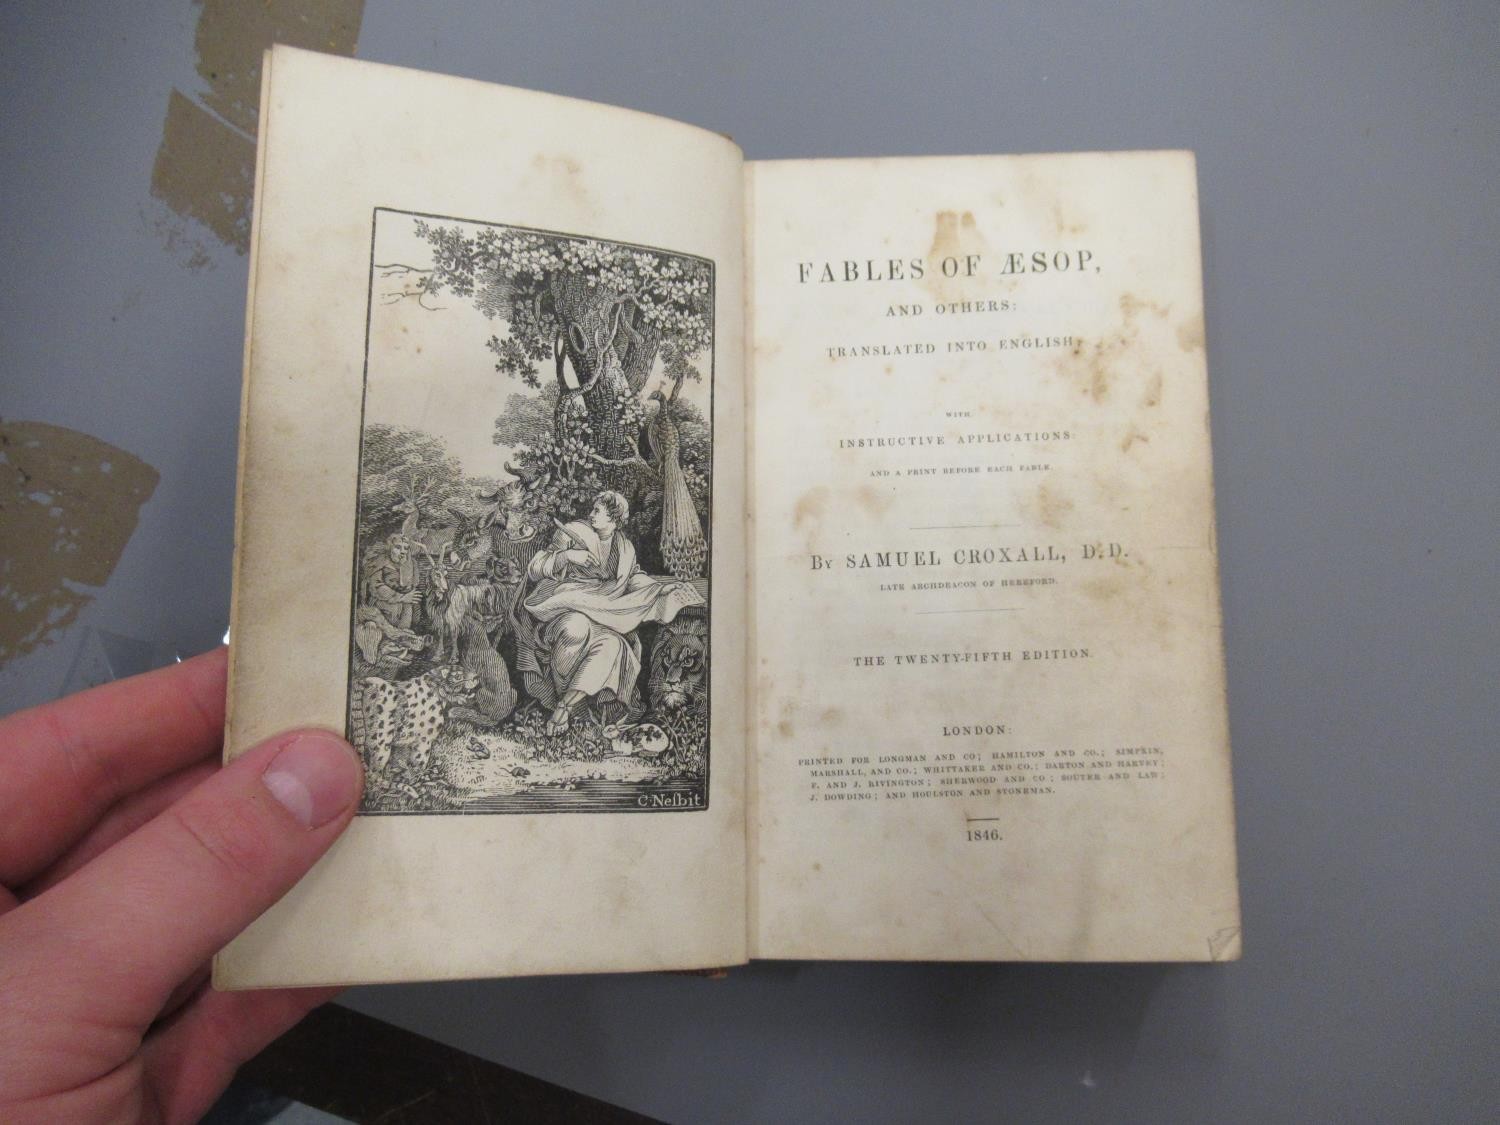 C·Neſbit
FABLES OF ÆSOP,
AND OTHERS:
TRANSLATED INTO ENGLISH,
WITH
INSTRUCTIVE APPLICATIONS:
AND A PRINT BEFORE EACH FABLE.
By SAMUEL CROXALL, D.D.
LATE ARCHDEACON OF HEREFORD.
THE TWENTY-FIFTH EDITION.
LONDON:
PRINTED FOR LONGMAN AND CO; HAMILTON AND CO.; SIMPKIN,
MARSHALL, AND CO.; WHITTAKER AND CO.; DARTON AND HARVEY;
F. AND J. RIVINGTON; SHERWOOD AND CO; SOUTER AND LAW;
J. DOWDING; AND HOULSTON AND STONEMAN.
1846.